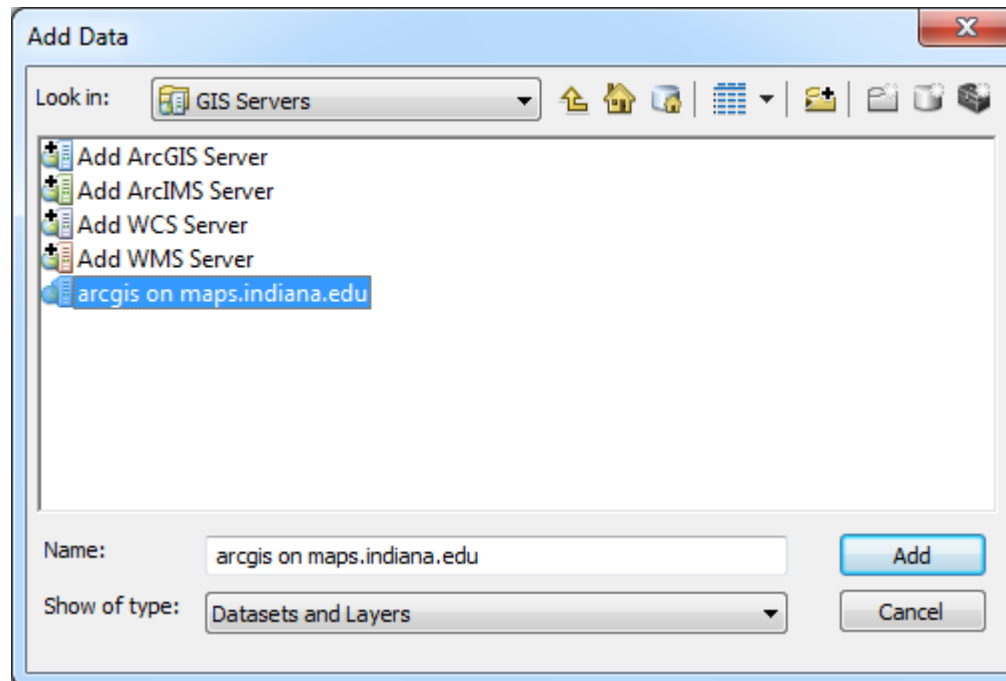 Add Data
Look in: GIS Servers
Add ArcGIS Server
Add ArcIMS Server
Add WCS Server
Add WMS Server
arcgis on maps.indiana.edu
Name: arcgis on maps.indiana.edu Add
Show of type: Datasets and Layers Cancel